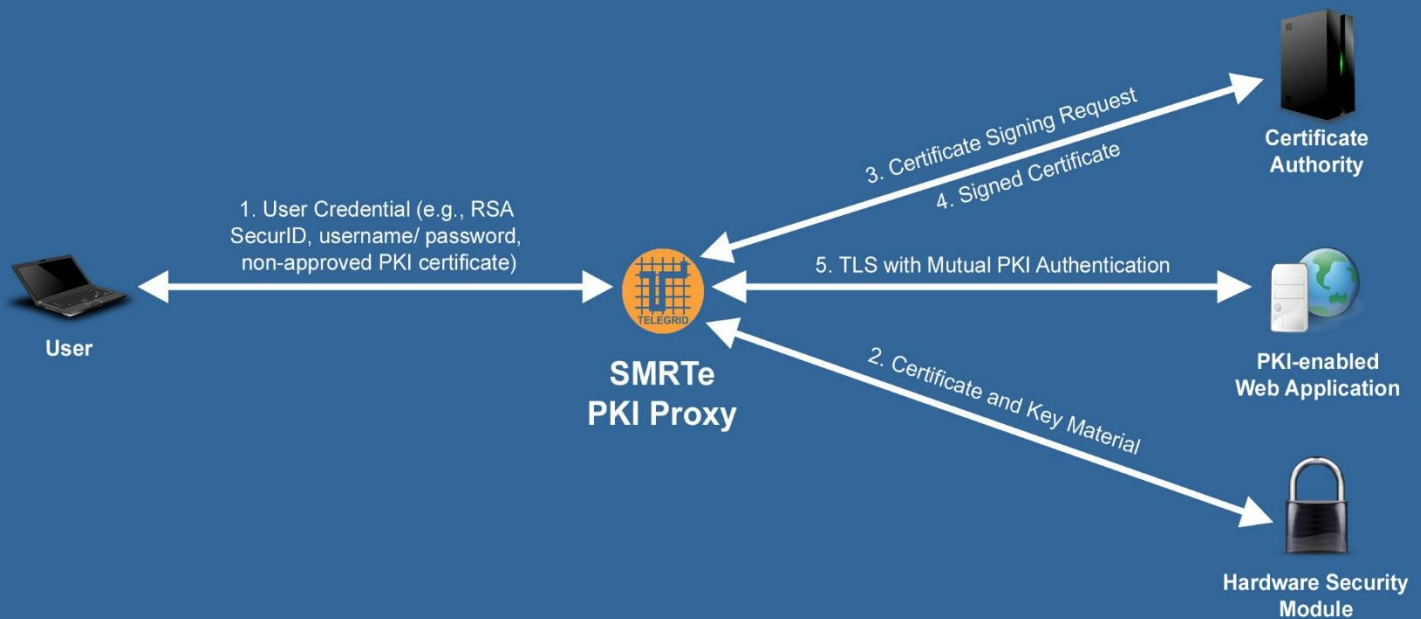 1. User Credential (e.g., RSA
SecurID, username/ password,
non-approved PKI certificate)
User
TELEGRID
SMRTe
PKI Proxy
3. Certificate Signing Request
4. Signed Certificate
Certificate
Authority
5. TLS with Mutual PKI Authentication
PKI-enabled
Web Application
2. Certificate and Key Material
Hardware Security
Module